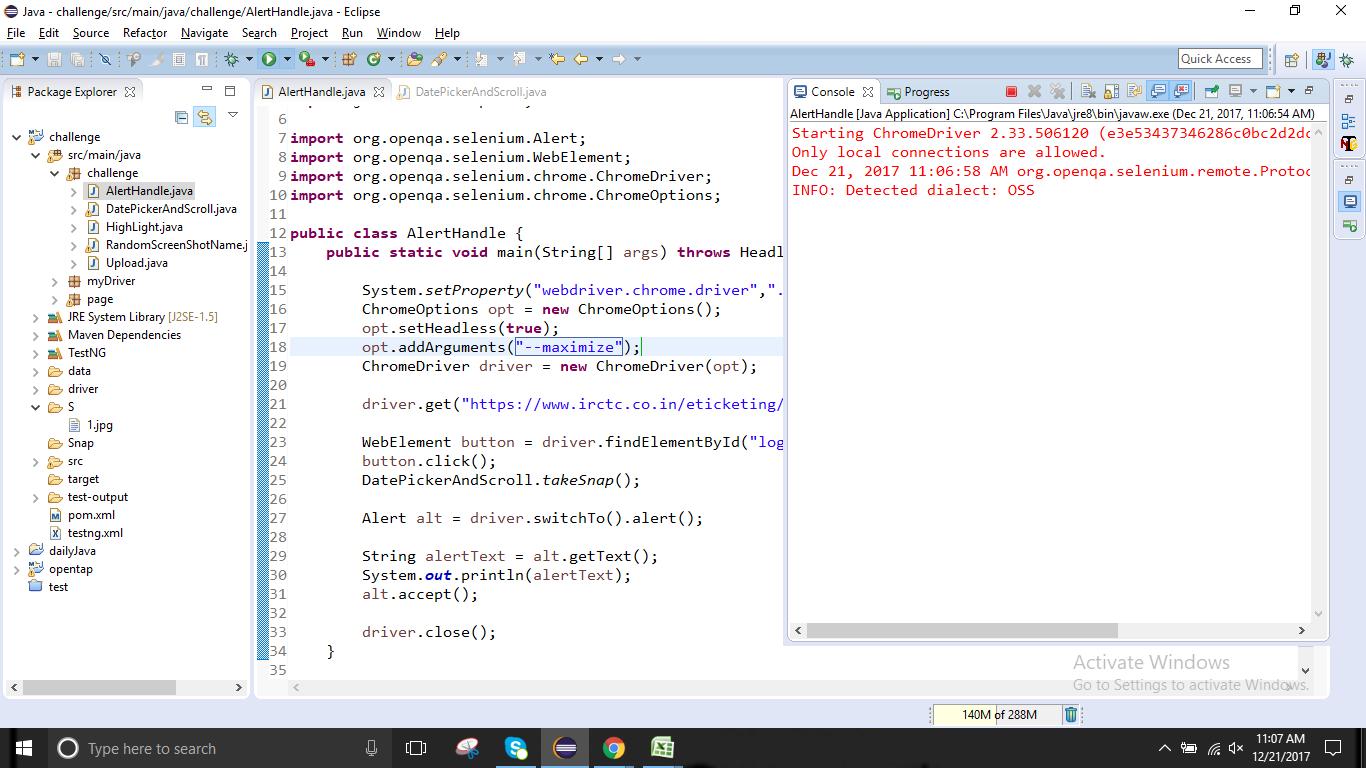 Java - challenge/src/main/java/challenge/AlertHandle.java - Eclipse
File Edit Source Refactor Navigate Search Project Run Window Help
Quick Access
Package Explorer
challenge
src/main/java
challenge
AlertHandle.java
DatePickerAndScroll.java
HighLight.java
RandomScreenShotName.j
Upload.java
myDriver
page
JRE System Library [J2SE-1.5]
Maven Dependencies
TestNG
data
driver
S
1.jpg
Snap
src
target
test-output
pom.xml
testng.xml
dailyJava
opentap
test
AlertHandle.java DatePickerAndScroll.java
6
7 import org.openqa.selenium.Alert;
8 import org.openqa.selenium.WebElement;
9 import org.openqa.selenium.chrome.ChromeDriver;
10 import org.openqa.selenium.chrome.ChromeOptions;
11
12 public class AlertHandle {
13 public static void main(String[] args) throws Headl
14
15 System.setProperty("webdriver.chrome.driver",".
16 ChromeOptions opt = new ChromeOptions();
17 opt.setHeadless(true);
18 opt.addArguments("--maximize");
19 ChromeDriver driver = new ChromeDriver(opt);
20
21 driver.get("https://www.irctc.co.in/eticketing/
22
23 WebElement button = driver.findElementById("log
24 button.click();
25 DatePickerAndScroll.takeSnap();
26
27 Alert alt = driver.switchTo().alert();
28
29 String alertText = alt.getText();
30 System.out.println(alertText);
31 alt.accept();
32
33 driver.close();
34 }
35
Console Progress
AlertHandle [Java Application] C:\Program Files\Java\jre8\bin\javaw.exe (Dec 21, 2017, 11:06:54 AM)
Starting ChromeDriver 2.33.506120 (e3e53437346286c0bc2d2dc
Only local connections are allowed.
Dec 21, 2017 11:06:58 AM org.openqa.selenium.remote.Protoc
INFO: Detected dialect: OSS
Activate Windows
Go to Settings to activate Windows.
140M of 288M
Type here to search
11:07 AM
12/21/2017